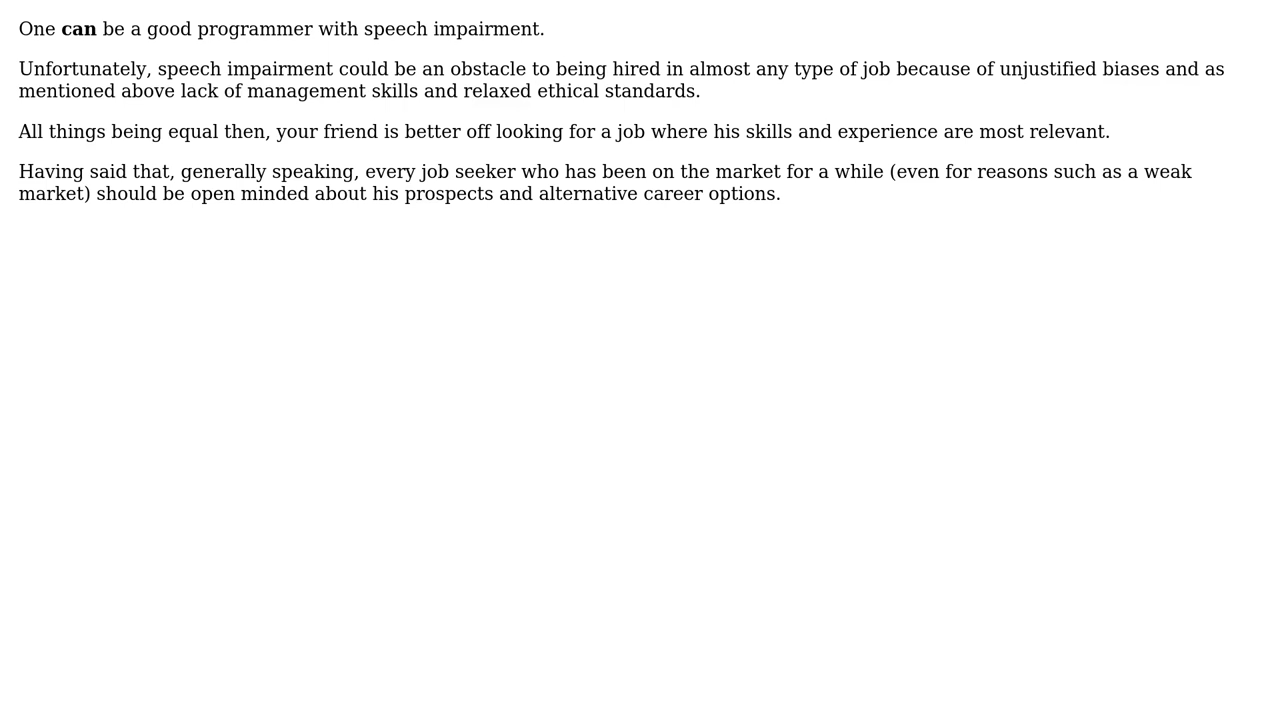 One can be a good programmer with speech impairment.
Unfortunately, speech impairment could be an obstacle to being hired in almost any type of job because of unjustified biases and as
mentioned above lack of management skills and relaxed ethical standards.
All things being equal then, your friend is better off looking for a job where his skills and experience are most relevant.
Having said that, generally speaking, every job seeker who has been on the market for a while (even for reasons such as a weak
market) should be open minded about his prospects and alternative career options.